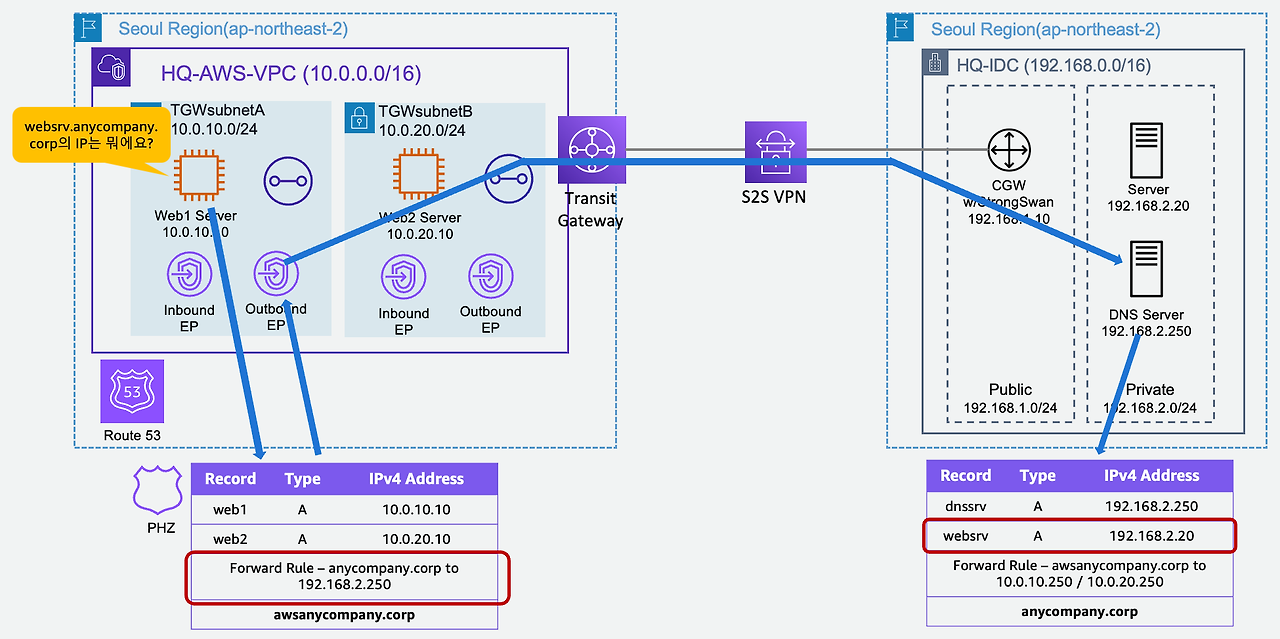 Seoul Region(ap-northeast-2)
HQ-AWS-VPC (10.0.0.0/16)
websrv.anycompany.
corp의 IP는 뭐에요?
TGWsubnetA
10.0.10.0/24
Web1 Server
10.0.10.10
Inbound
EP
Outbound
EP
TGWsubnetB
10.0.20.0/24
Web2 Server
10.0.20.10
Inbound
EP
Outbound
EP
Transit
Gateway
S2S VPN
Seoul Region(ap-northeast-2)
HQ-IDC (192.168.0.0/16)
CGW
w/StrongSwan
192.168.1.10
Public
192.168.1.0/24
Server
192.168.2.20
DNS Server
192.168.2.250
Private
192.168.2.0/24
53
Route 53
PHZ
Record Type IPv4 Address
web1 A 10.0.10.10
web2 A 10.0.20.10
Forward Rule – anycompany.corp to
192.168.2.250
awsanycompany.corp
Record Type IPv4 Address
dnssrv A 192.168.2.250
websrv A 192.168.2.20
Forward Rule – awsanycompany.corp to
10.0.10.250 / 10.0.20.250
anycompany.corp